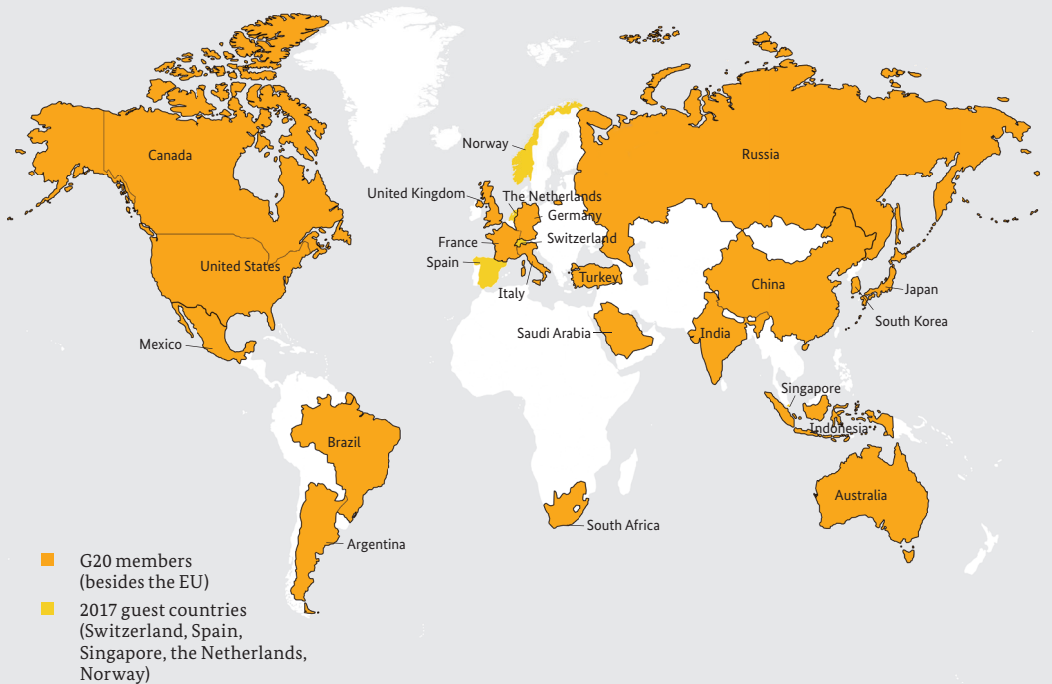 Canada
Norway
Russia
United Kingdom
The Netherlands
Germany
France
Switzerland
United States
Spain
Turkey
China
Italy
Japan
South Korea
Saudi Arabia
India
Mexico
Singapore
Indonesia
Brazil
Australia
South Africa
Argentina
G20 members
(besides the EU)
2017 guest countries
(Switzerland, Spain,
Singapore, the Netherlands,
Norway)